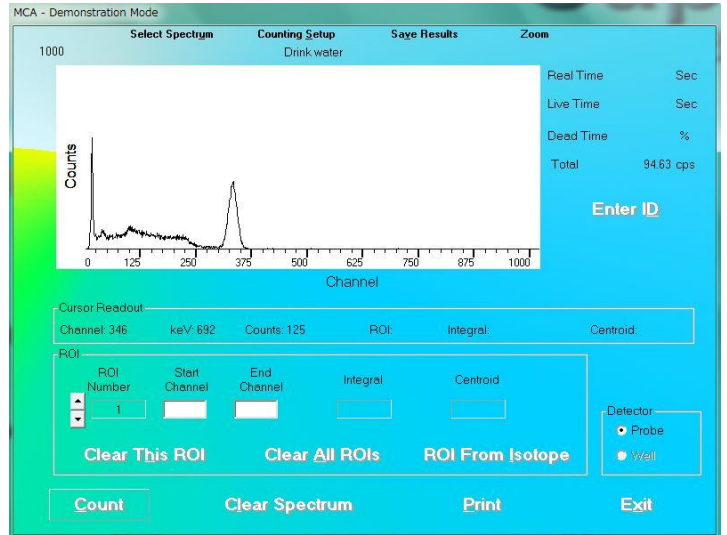 MCA - Demonstration Mode
Select Spectrum Counting Setup Save Results Zoom
1000 Drink water
Real Time Sec
Live Time Sec
Dead Time %
Total 94.63 cps
Enter ID
Counts
0 125 250 375 500 625 750 875 1000
Channel
Cursor Readout
Channel: 346 keV: 692 Counts: 125 ROI: Integral: Centroid:
ROI
ROI Number Start Channel End Channel Integral Centroid
1
Clear This ROI Clear All ROIs ROI From Isotope
Detector
Probe
Well
Count Clear Spectrum Print Exit